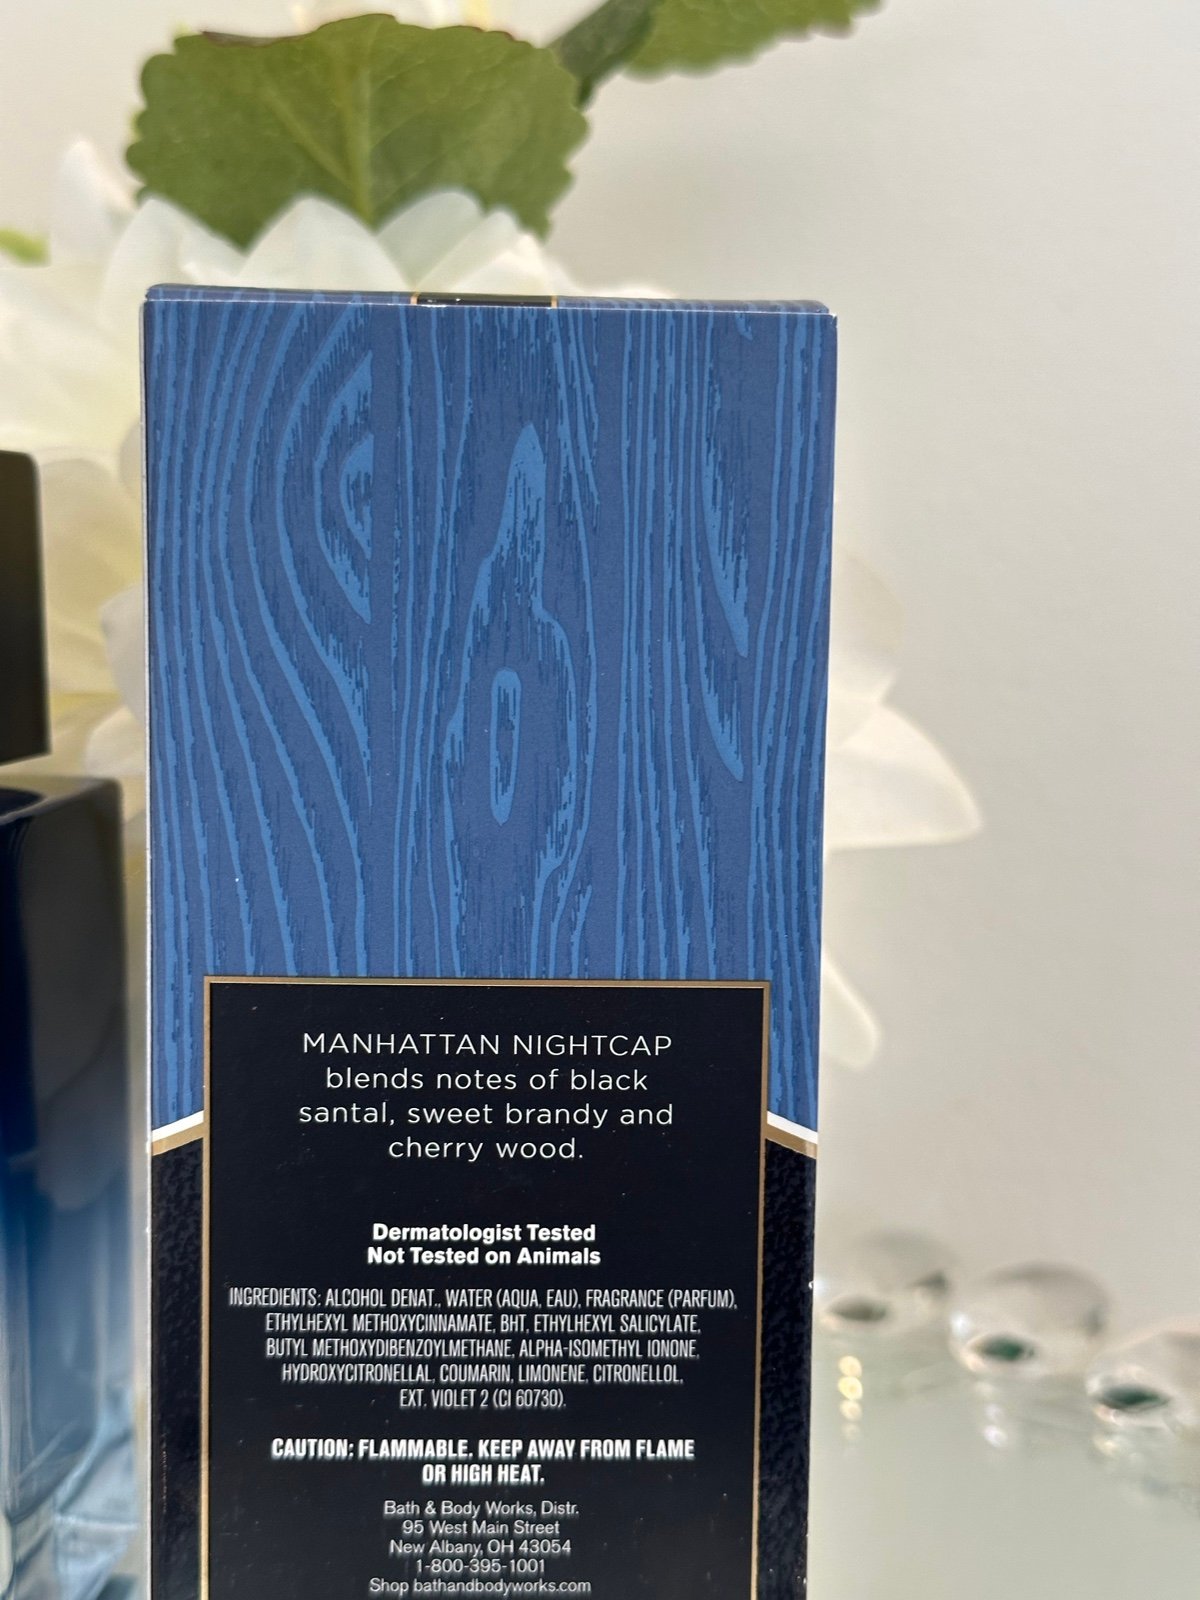 MANHATTAN NIGHTCAP
blends notes of black
santal, sweet brandy and
cherry wood.
Dermatologist Tested
Not Tested on Animals
INGREDIENTS: ALCOHOL DENAT., WATER (AQUA, EAU), FRAGRANCE (PARFUM),
ETHYLHEXYL METHOXYCINNAMATE, BHT, ETHYLHEXYL SALICYLATE,
BUTYL METHOXYDIBENZOYLMETHANE, ALPHA-ISOMETHYL IONONE,
HYDROXYCITRONELLAL, COUMARIN, LIMONENE, CITRONELLOL,
EXT. VIOLET 2 (CI 60730).
CAUTION: FLAMMABLE. KEEP AWAY FROM FLAME
OR HIGH HEAT.
Bath & Body Works, Distr.
95 West Main Street
New Albany, OH 43054
1-800-395-1001
Shop bathandbodyworks.com